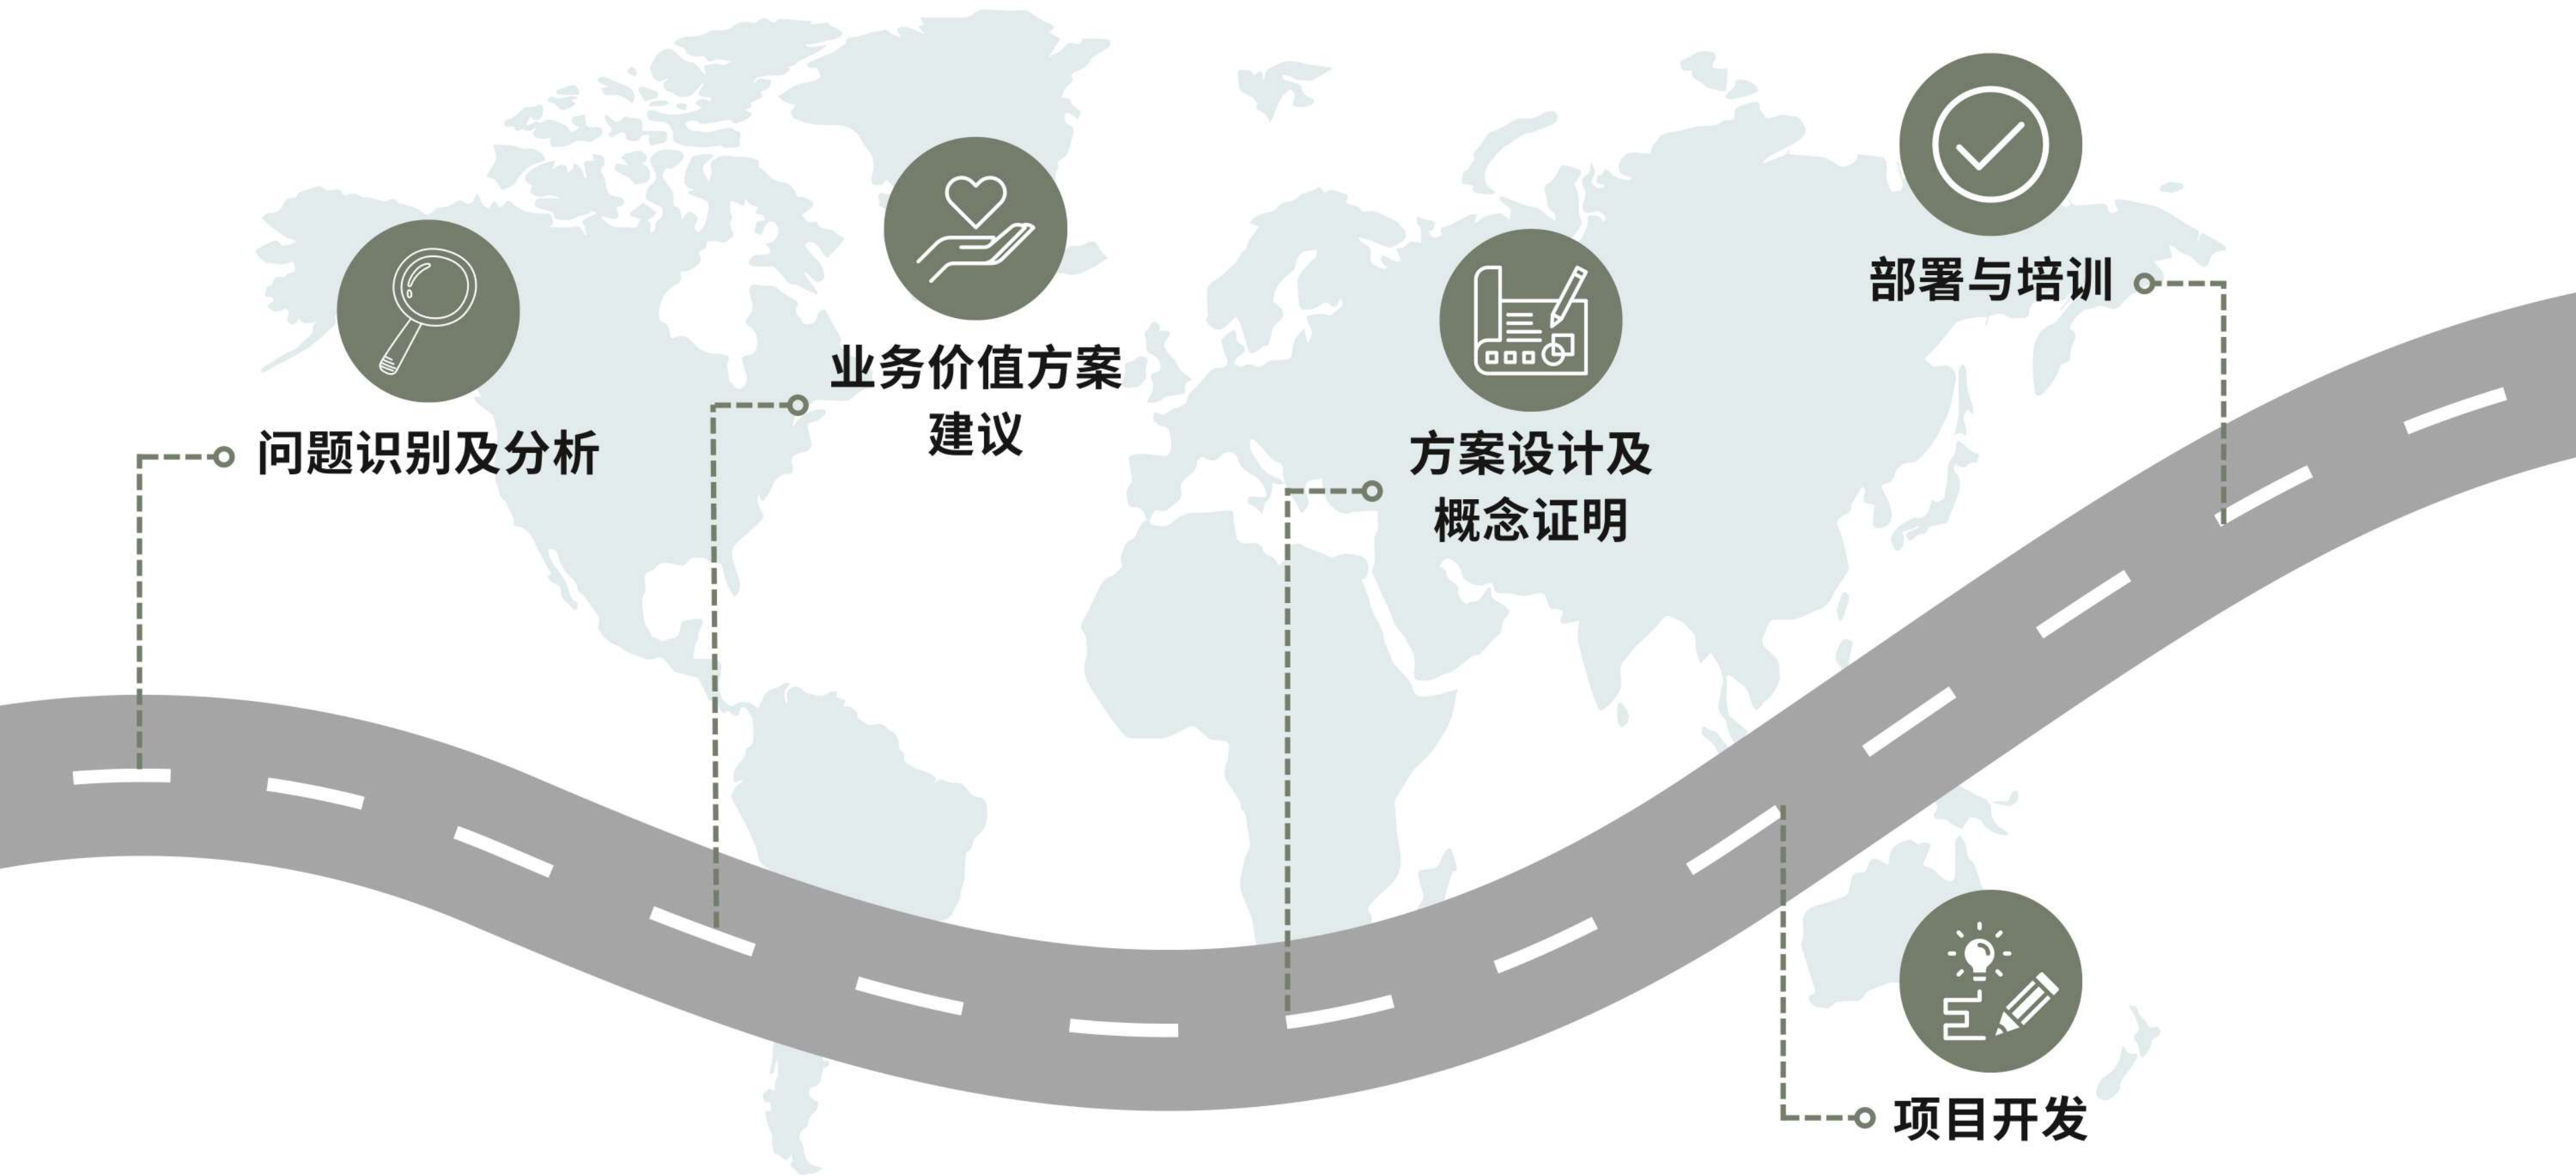 问题识别及分析
业务价值方案
建议
方案设计及
概念证明
项目开发
部署与培训